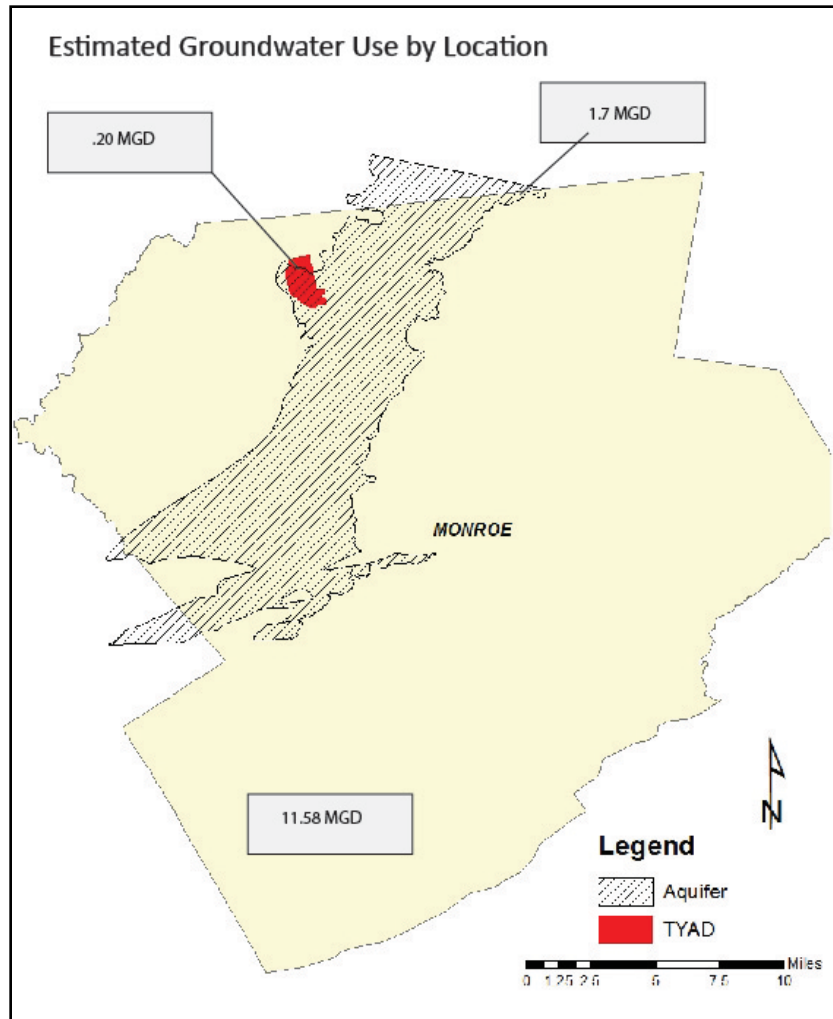 Estimated Groundwater Use by Location
.20 MGD
1.7 MGD
MONROE
11.58 MGD
N
Legend
Aquifer
TYAD
Miles
0 1.25 2.5 5 7.5 10